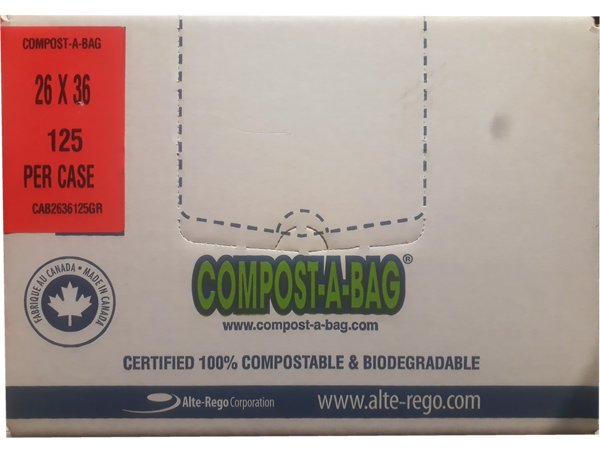 COMPOST-A-BAG
26 X 36
125
PER CASE
CAB2636125GR
FABRIQUÉ AU CANADA • MADE IN CANADA •
COMPOST-A-BAG®
www.compost-a-bag.com
CERTIFIED 100% COMPOSTABLE & BIODEGRADABLE
Alte-Rego Corporation
www.alte-rego.com